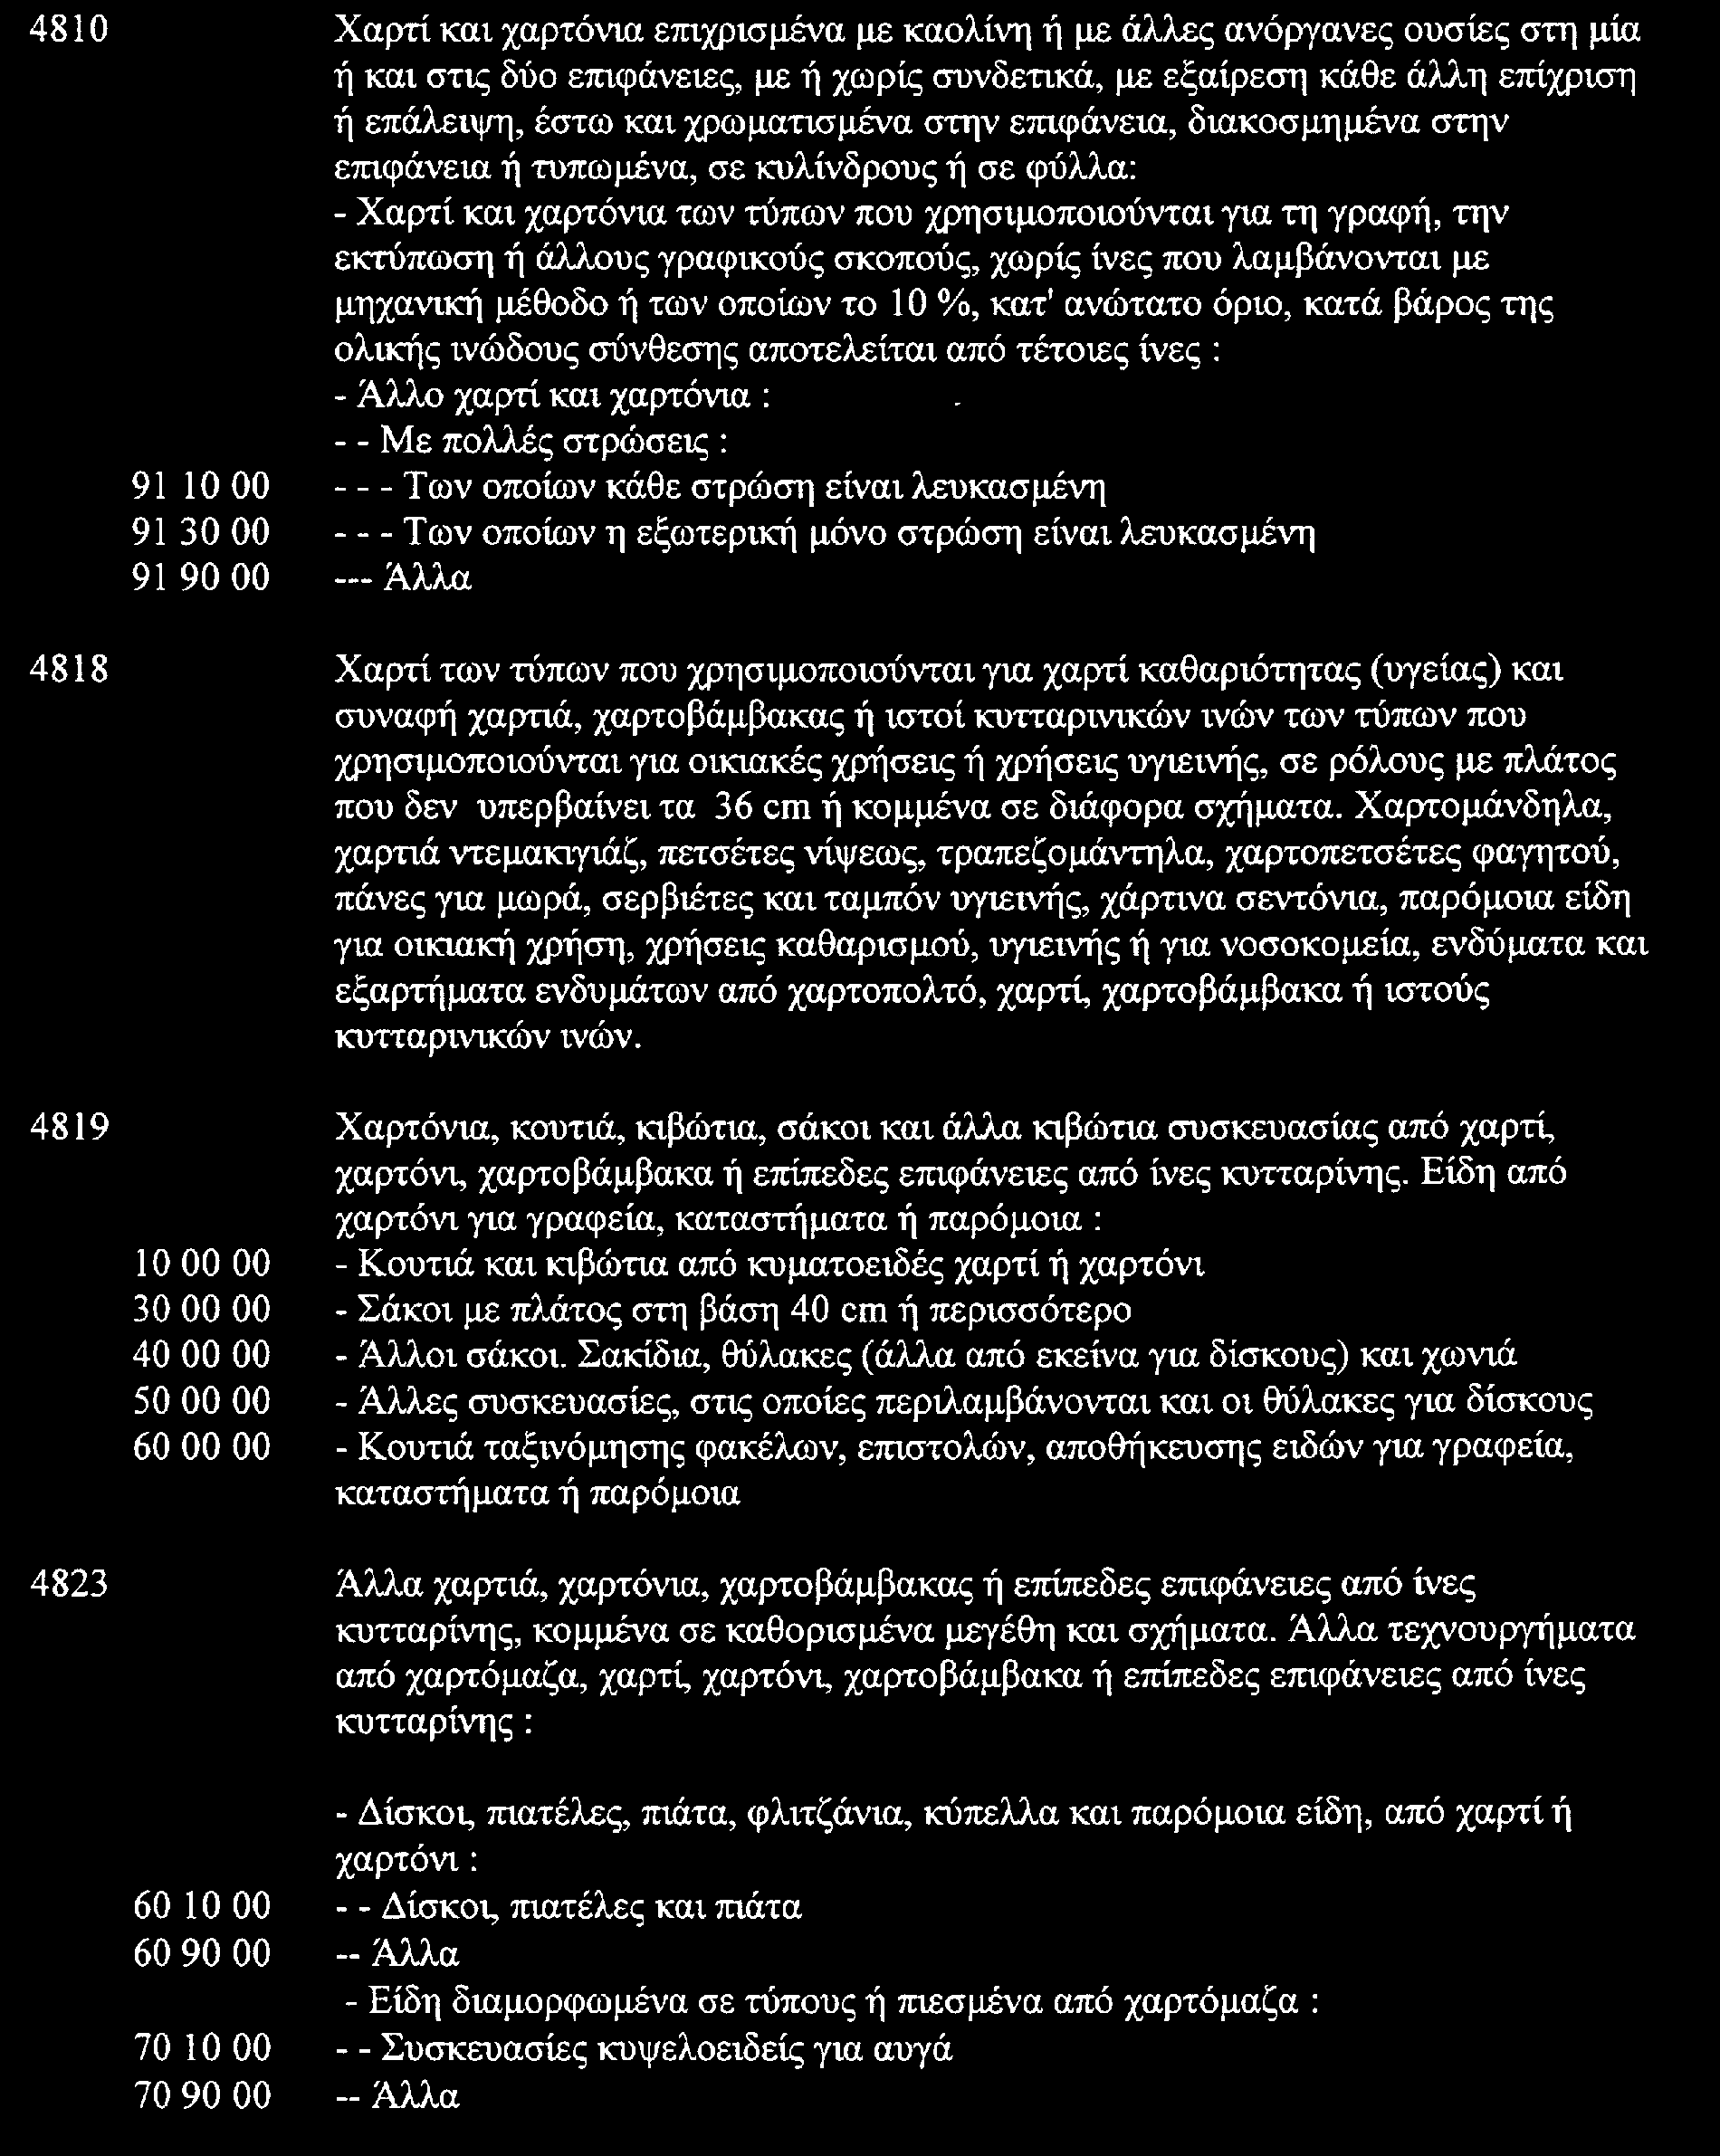 4810 Χαρτί και χαρτόνια επιχρισμένα με καολίνη ή με άλλες ανόργανες ουσίες στη μία
ή και στις δύο επιφάνειες, με ή χωρίς συνδετικά, με εξαίρεση κάθε άλλη επίχριση
ή επάλειψη, έστω και χρωματισμένα στην επιφάνεια, διακοσμημένα στην
επιφάνεια ή τυπωμένα, σε κυλίνδρους ή σε φύλλα:
- Χαρτί και χαρτόνια των τύπων που χρησιμοποιούνται για τη γραφή, την
εκτύπωση ή άλλους γραφικούς σκοπούς, χωρίς ίνες που λαμβάνονται με
μηχανική μέθοδο ή των οποίων το 10 %, κατ' ανώτατο όριο, κατά βάρος της
ολικής ινώδους σύνθεσης αποτελείται από τέτοιες ίνες :
- Άλλο χαρτί και χαρτόνια :
- - Με πολλές στρώσεις :
91 10 00 - - - Των οποίων κάθε στρώση είναι λευκασμένη
91 30 00 - - - Των οποίων η εξωτερική μόνο στρώση είναι λευκασμένη
91 90 00 --- Άλλα
4818 Χαρτί των τύπων που χρησιμοποιούνται για χαρτί καθαριότητας (υγείας) και
συναφή χαρτιά, χαρτοβάμβακας ή ιστοί κυτταρινικών ινών των τύπων που
χρησιμοποιούνται για οικιακές χρήσεις ή χρήσεις υγιεινής, σε ρόλους με πλάτος
που δεν υπερβαίνει τα 36 cm ή κομμένα σε διάφορα σχήματα. Χαρτομάνδηλα,
χαρτιά ντεμακιγιάζ, πετσέτες νίψεως, τραπεζομάντηλα, χαρτοπετσέτες φαγητού,
πάνες για μωρά, σερβιέτες και ταμπόν υγιεινής, χάρτινα σεντόνια, παρόμοια είδη
για οικιακή χρήση, χρήσεις καθαρισμού, υγιεινής ή για νοσοκομεία, ενδύματα και
εξαρτήματα ενδυμάτων από χαρτοπολτό, χαρτί, χαρτοβάμβακα ή ιστούς
κυτταρινικών ινών.
4819 Χαρτόνια, κουτιά, κιβώτια, σάκοι και άλλα κιβώτια συσκευασίας από χαρτί,
χαρτόνι, χαρτοβάμβακα ή επίπεδες επιφάνειες από ίνες κυτταρίνης. Είδη από
χαρτόνι για γραφεία, καταστήματα ή παρόμοια :
10 00 00 - Κουτιά και κιβώτια από κυματοειδές χαρτί ή χαρτόνι
30 00 00 - Σάκοι με πλάτος στη βάση 40 cm ή περισσότερο
40 00 00 - Άλλοι σάκοι. Σακίδια, θύλακες (άλλα από εκείνα για δίσκους) και χωνιά
50 00 00 - Άλλες συσκευασίες, στις οποίες περιλαμβάνονται και οι θύλακες για δίσκους
60 00 00 - Κουτιά ταξινόμησης φακέλων, επιστολών, αποθήκευσης ειδών για γραφεία,
καταστήματα ή παρόμοια
4823 Άλλα χαρτιά, χαρτόνια, χαρτοβάμβακας ή επίπεδες επιφάνειες από ίνες
κυτταρίνης, κομμένα σε καθορισμένα μεγέθη και σχήματα. Άλλα τεχνουργήματα
από χαρτόμαζα, χαρτί, χαρτόνι, χαρτοβάμβακα ή επίπεδες επιφάνειες από ίνες
κυτταρίνης :
- Δίσκοι, πιατέλες, πιάτα, φλιτζάνια, κύπελλα και παρόμοια είδη, από χαρτί ή
χαρτόνι :
60 10 00 - - Δίσκοι, πιατέλες και πιάτα
60 90 00 -- Άλλα
- Είδη διαμορφωμένα σε τύπους ή πιεσμένα από χαρτόμαζα :
70 10 00 - - Συσκευασίες κυψελοειδείς για αυγά
70 90 00 -- Άλλα